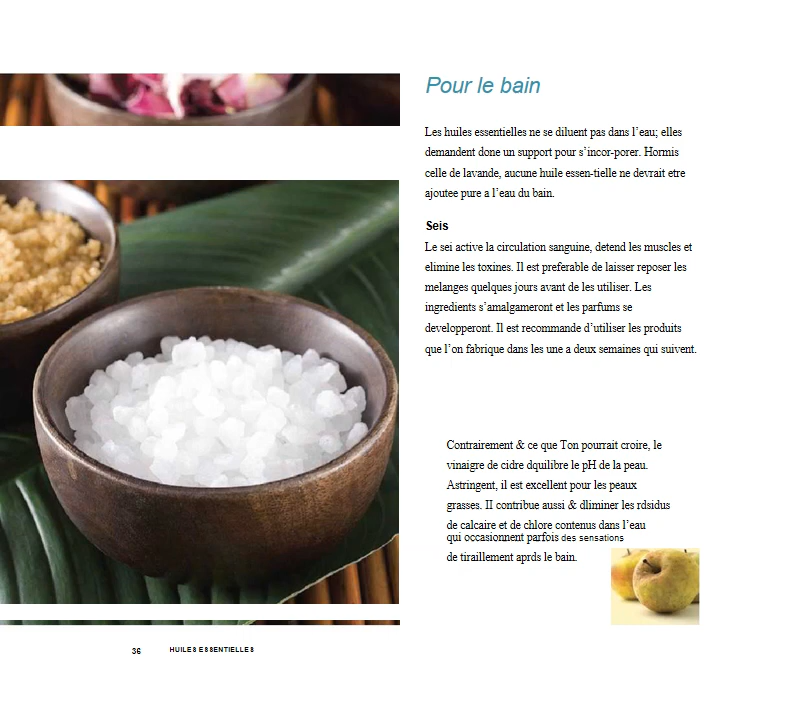 Pour le bain
Les huiles essentielles ne se diluent pas dans l'eau; elles
demandent done un support pour s'incor-porer. Hormis
celle de lavande, aucune huile essen-tielle ne devrait etre
ajoutee pure a l'eau du bain.
Seis
Le sei active la circulation sanguine, detend les muscles et
elimine les toxines. Il est preferable de laisser reposer les
melanges quelques jours avant de les utiliser. Les
ingredients s'amalgameront et les parfums se
developperont. Il est recommande d'utiliser les produits
que l'on fabrique dans les une a deux semaines qui suivent.
Contrairement & ce que Ton pourrait croire, le
vinaigre de cidre dquilibre le pH de la peau.
Astringent, il est excellent pour les peaux
grasses. II contribue aussi & dliminer les rdsidus
de calcaire et de chlore contenus dans l'eau
qui occasionnent parfois des sensations
de tiraillement aprds le bain.
36 HUILES ESSENTIELLES